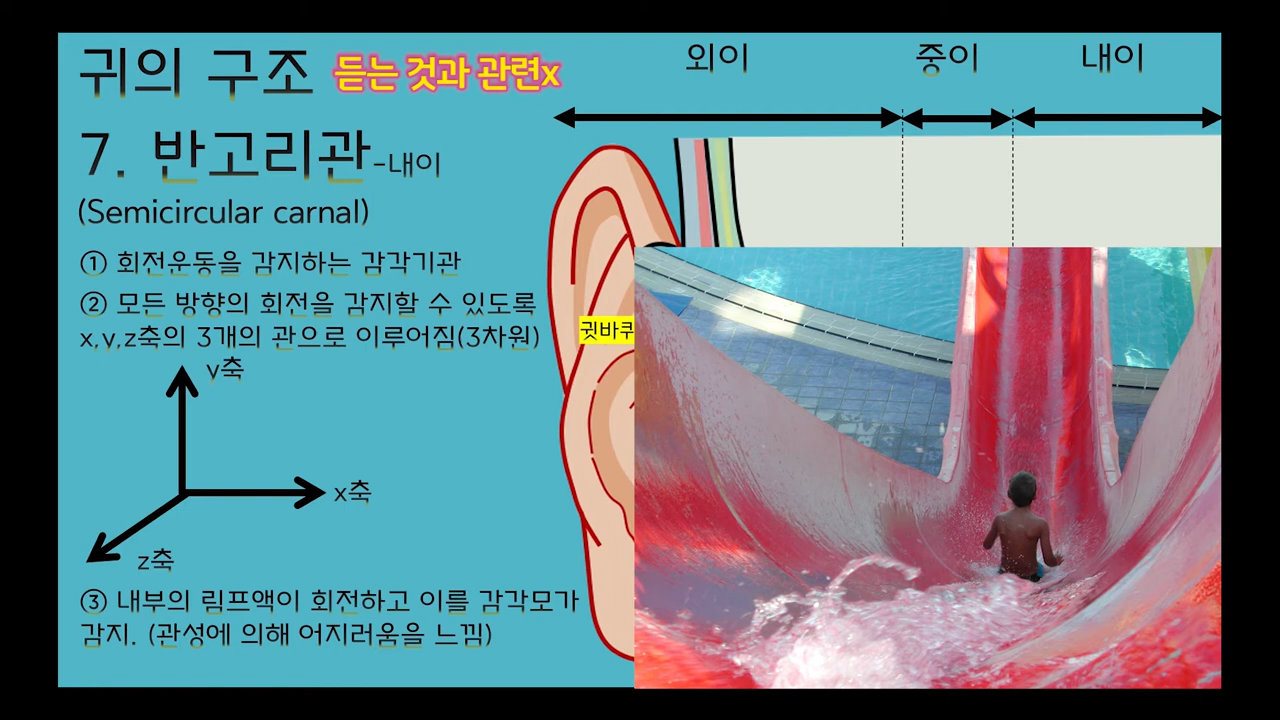 귀의 구조 듣는 것과 관련x
외이 중이 내이
7. 반고리관-내이
(Semicircular carnal)
① 회전운동을 감지하는 감각기관
② 모든 방향의 회전을 감지할 수 있도록
x,y,z축의 3개의 관으로 이루어짐(3차원)
귓바퀴
y축
x축
z축
③ 내부의 림프액이 회전하고 이를 감각모가
감지. (관성에 의해 어지러움을 느낌)